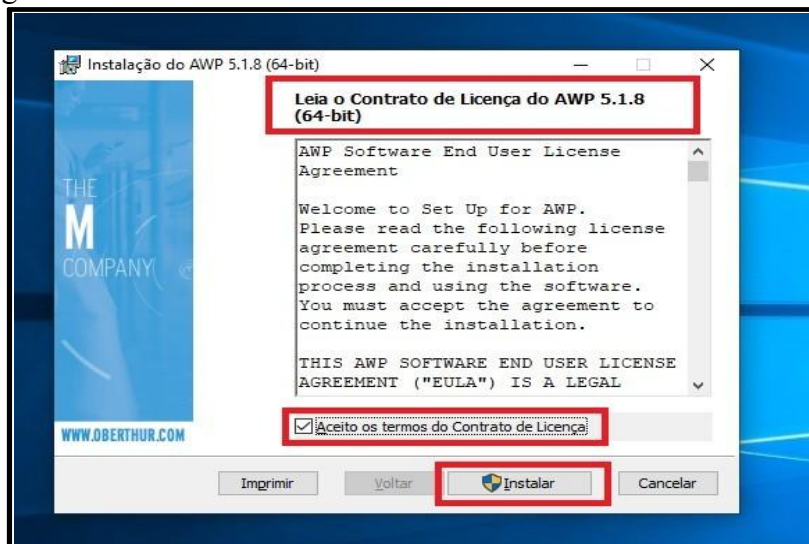 Instalação do AWP 5.1.8 (64-bit)
Leia o Contrato de Licença do AWP 5.1.8
(64-bit)
AWP Software End User License
Agreement
Welcome to Set Up for AWP.
Please read the following license
agreement carefully before
completing the installation
process and using the software.
You must accept the agreement to
continue the installation.
THIS AWP SOFTWARE END USER LICENSE
AGREEMENT ("EULA") IS A LEGAL
THE
M
COMPANY
Aceito os termos do Contrato de Licença
WWW.OBERTHUR.COM
Imprimir
Voltar
Instalar
Cancelar